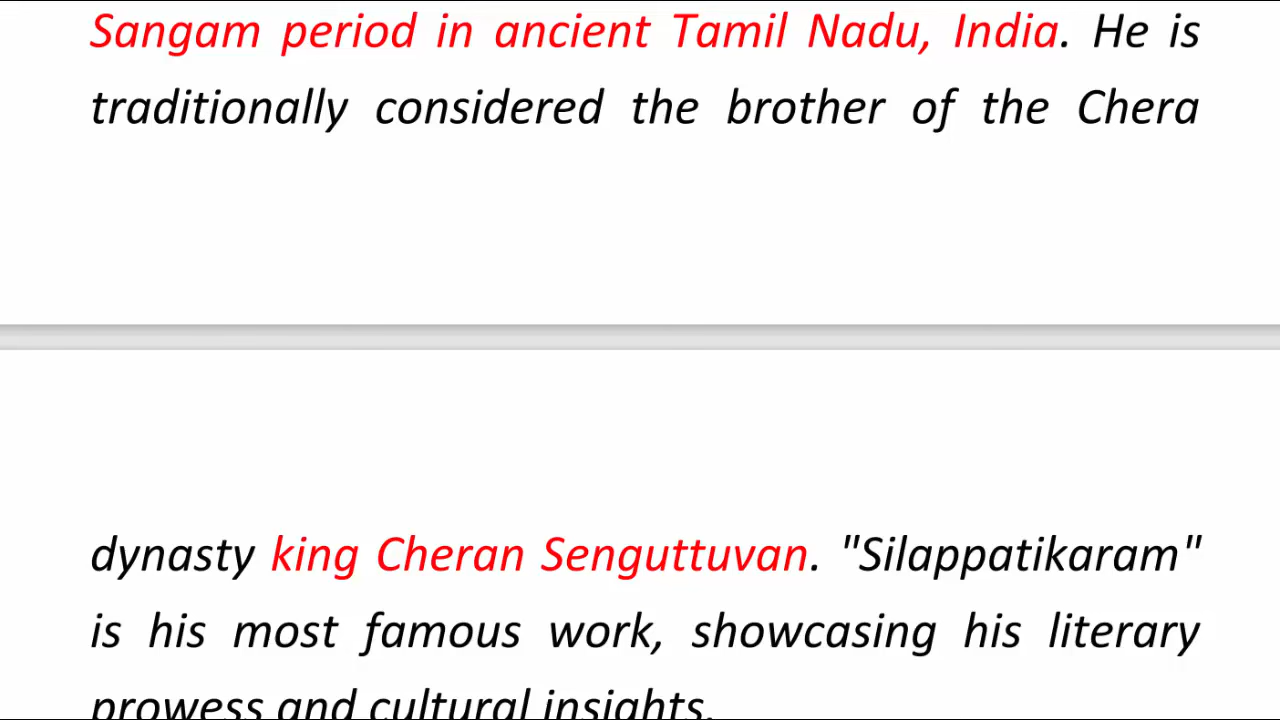 Sangam period in ancient Tamil Nadu, India. He is
traditionally considered the brother of the Chera
dynasty king Cheran Senguttuvan. "Silappatikaram"
is his most famous work, showcasing his literary
prowess and cultural insights.